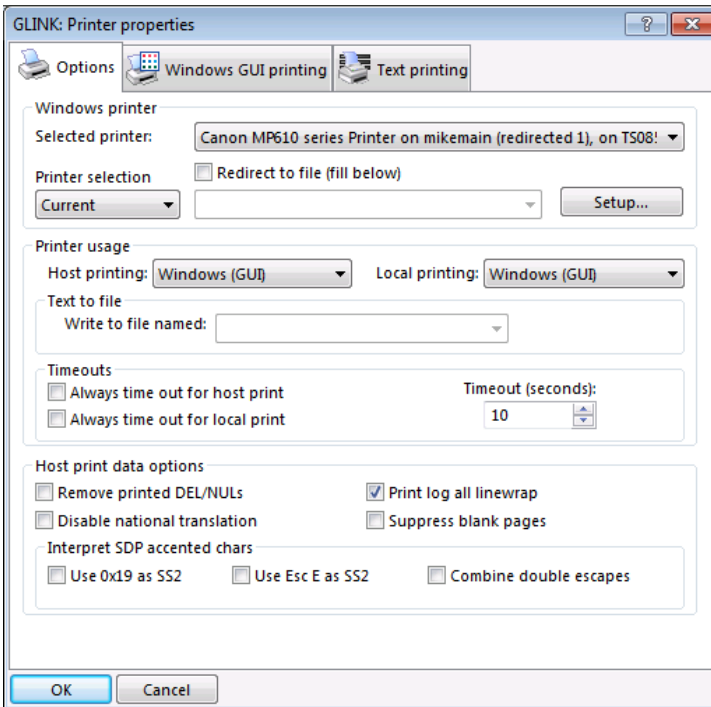 GLINK: Printer properties
Options Windows GUI printing Text printing
Windows printer
Selected printer: Canon MP610 series Printer on mikemain (redirected 1), on TS085
Printer selection Redirect to file (fill below)
Current Setup...
Printer usage
Host printing: Windows (GUI) Local printing: Windows (GUI)
Text to file
Write to file named:
Timeouts
Always time out for host print Timeout (seconds):
Always time out for local print 10
Host print data options
Remove printed DEL/NULs Print log all linewrap
Disable national translation Suppress blank pages
Interpret SDP accented chars
Use 0x19 as SS2 Use Esc E as SS2 Combine double escapes
OK Cancel